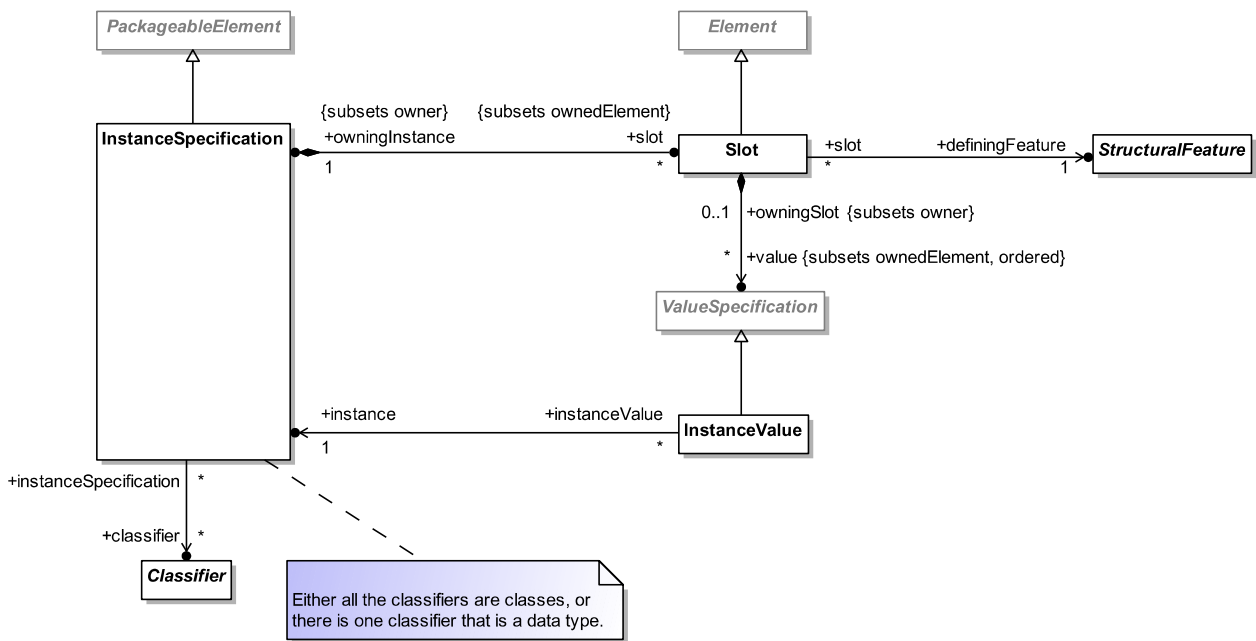 PackageableElement
Element
{subsets owner}
{subsets ownedElement}
InstanceSpecification
+owningInstance
+slot
1
*
Slot
+slot
+definingFeature
*
1
StructuralFeature
0..1
+owningSlot {subsets owner}
*
+value {subsets ownedElement, ordered}
ValueSpecification
+instance
+instanceValue
1
*
InstanceValue
+instanceSpecification
*
+classifier
*
Classifier
Either all the classifiers are classes, or
there is one classifier that is a data type.